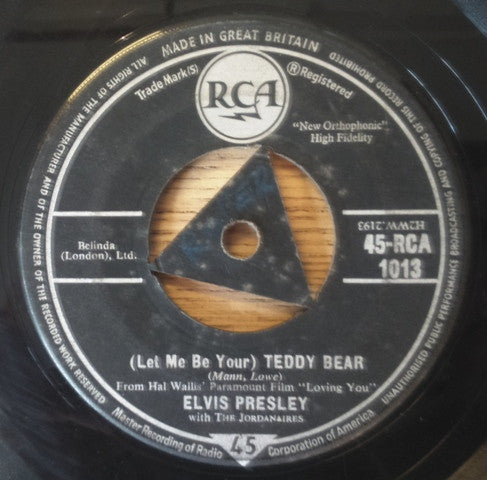 MADE IN GREAT BRITAIN
ALL RIGHTS OF THE MANUFACTURER AND OF THE OWNER OF THE RECORDED WORK RESERVED
UNAUTHORISED PUBLIC PERFORMANCE BROADCASTING AND COPYING OF THIS RECORD PROHIBITED
Trade Mark(S)
®Registered
RCA
"New Orthophonic"
High Fidelity
H2WW.2193
Belinda
(London), Ltd.
45-RCA
1013
(Let Me Be Your) TEDDY BEAR
(Mann, Lowe)
From Hal Wallis' Paramount Film "Loving You"
ELVIS PRESLEY
with THE JORDANAIRES
Master Recording of Radio
45
Corporation of America